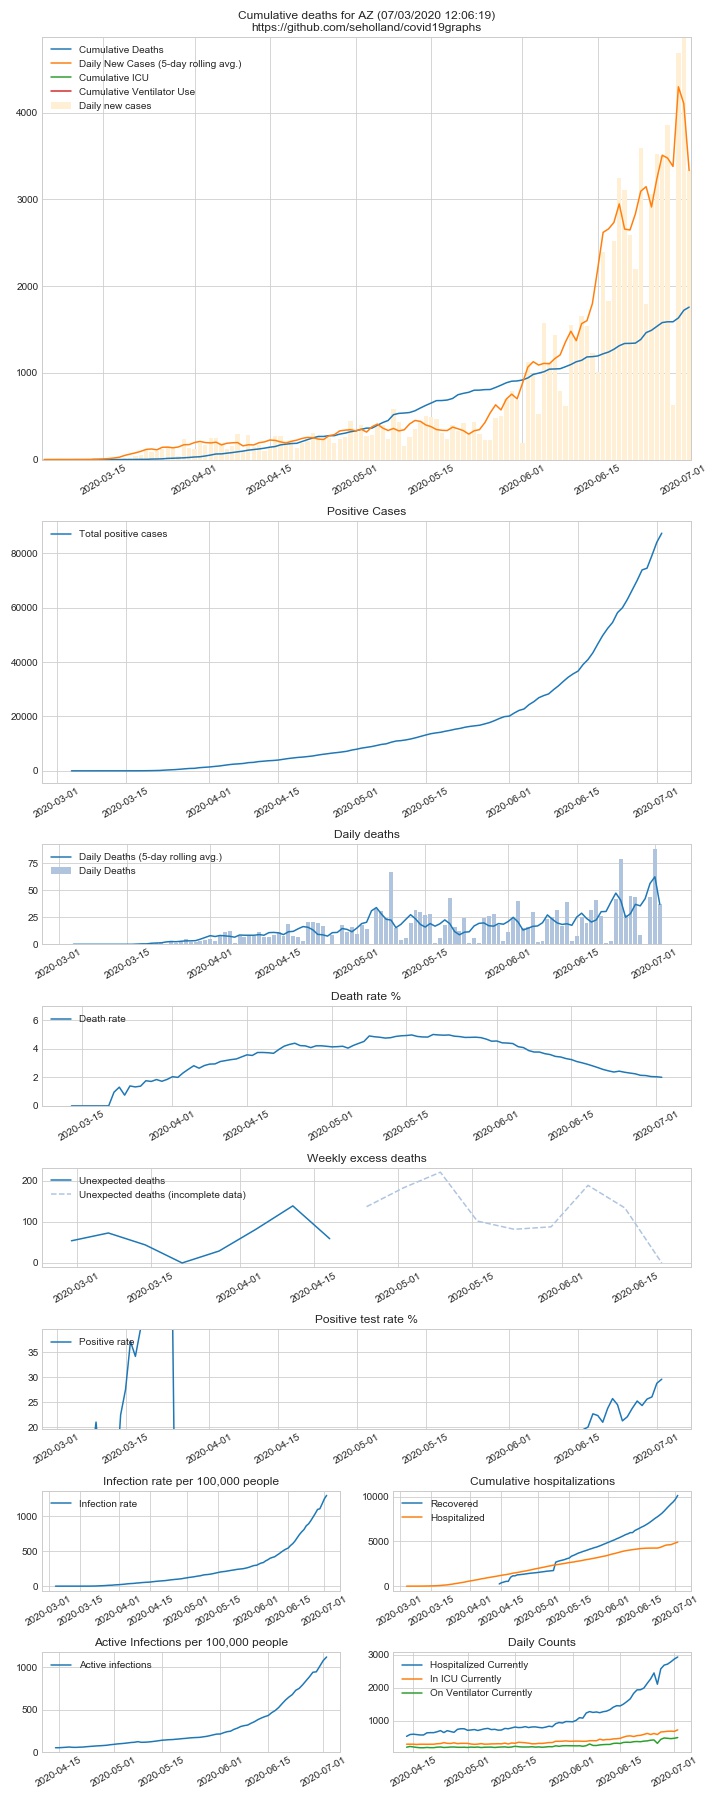 Cumulative deaths for AZ (07/03/2020 12:06:19)
https://github.com/seholland/covid19graphs
Cumulative Deaths
Daily New Cases (5-day rolling avg.)
Cumulative ICU
Cumulative Ventilator Use
Daily new cases
4000
3000
2000
1000
0
2020-03-15 2020-04-01 2020-04-15 2020-05-01 2020-05-15 2020-06-01 2020-06-15 2020-07-01
Positive Cases
Total positive cases
80000
60000
40000
20000
0
2020-03-01 2020-03-15 2020-04-01 2020-04-15 2020-05-01 2020-05-15 2020-06-01 2020-06-15 2020-07-01
Daily deaths
Daily Deaths (5-day rolling avg.)
Daily Deaths
75
50
25
0
2020-03-01 2020-03-15 2020-04-01 2020-04-15 2020-05-01 2020-05-15 2020-06-01 2020-06-15 2020-07-01
Death rate %
Death rate
6
4
2
0
2020-03-15 2020-04-01 2020-04-15 2020-05-01 2020-05-15 2020-06-01 2020-06-15 2020-07-01
Weekly excess deaths
Unexpected deaths
Unexpected deaths (incomplete data)
200
100
0
2020-03-01 2020-03-15 2020-04-01 2020-04-15 2020-05-01 2020-05-15 2020-06-01 2020-06-15
Positive test rate %
Positive rate
35
30
25
20
2020-03-01 2020-03-15 2020-04-01 2020-04-15 2020-05-01 2020-05-15 2020-06-01 2020-06-15 2020-07-01
Infection rate per 100,000 people
Infection rate
1000
500
0
2020-03-01 2020-03-15 2020-04-01 2020-04-15 2020-05-01 2020-05-15 2020-06-01 2020-06-15 2020-07-01
Cumulative hospitalizations
Recovered
Hospitalized
10000
5000
0
2020-03-01 2020-03-15 2020-04-01 2020-04-15 2020-05-01 2020-05-15 2020-06-01 2020-06-15 2020-07-01
Active Infections per 100,000 people
Active infections
1000
500
0
2020-04-15 2020-05-01 2020-05-15 2020-06-01 2020-06-15 2020-07-01
Daily Counts
Hospitalized Currently
In ICU Currently
On Ventilator Currently
3000
2000
1000
2020-04-15 2020-05-01 2020-05-15 2020-06-01 2020-06-15 2020-07-01